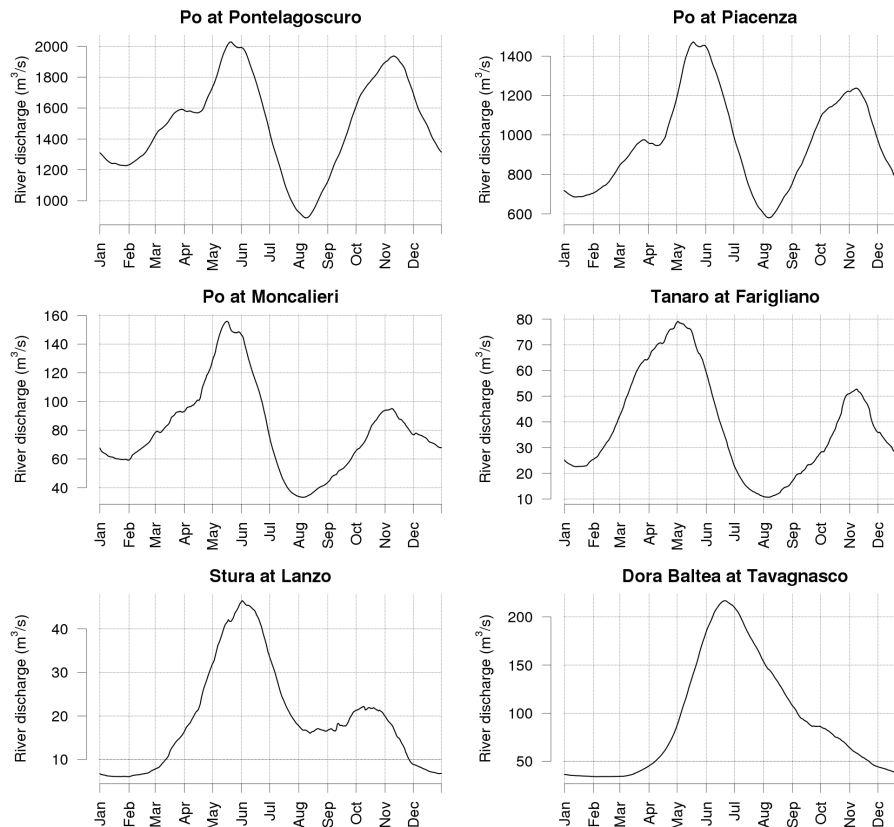 Po at Pontelagoscuro
River discharge (m³/s)
2000
1800
1600
1400
1200
1000
Jan Feb Mar Apr May Jun Jul Aug Sep Oct Nov Dec
Po at Piacenza
River discharge (m³/s)
1400
1200
1000
800
600
Jan Feb Mar Apr May Jun Jul Aug Sep Oct Nov Dec
Po at Moncalieri
River discharge (m³/s)
160
140
120
100
80
60
40
Jan Feb Mar Apr May Jun Jul Aug Sep Oct Nov Dec
Tanaro at Farigliano
River discharge (m³/s)
80
70
60
50
40
30
20
10
Jan Feb Mar Apr May Jun Jul Aug Sep Oct Nov Dec
Stura at Lanzo
River discharge (m³/s)
40
30
20
10
Jan Feb Mar Apr May Jun Jul Aug Sep Oct Nov Dec
Dora Baltea at Tavagnasco
River discharge (m³/s)
200
150
100
50
Jan Feb Mar Apr May Jun Jul Aug Sep Oct Nov Dec